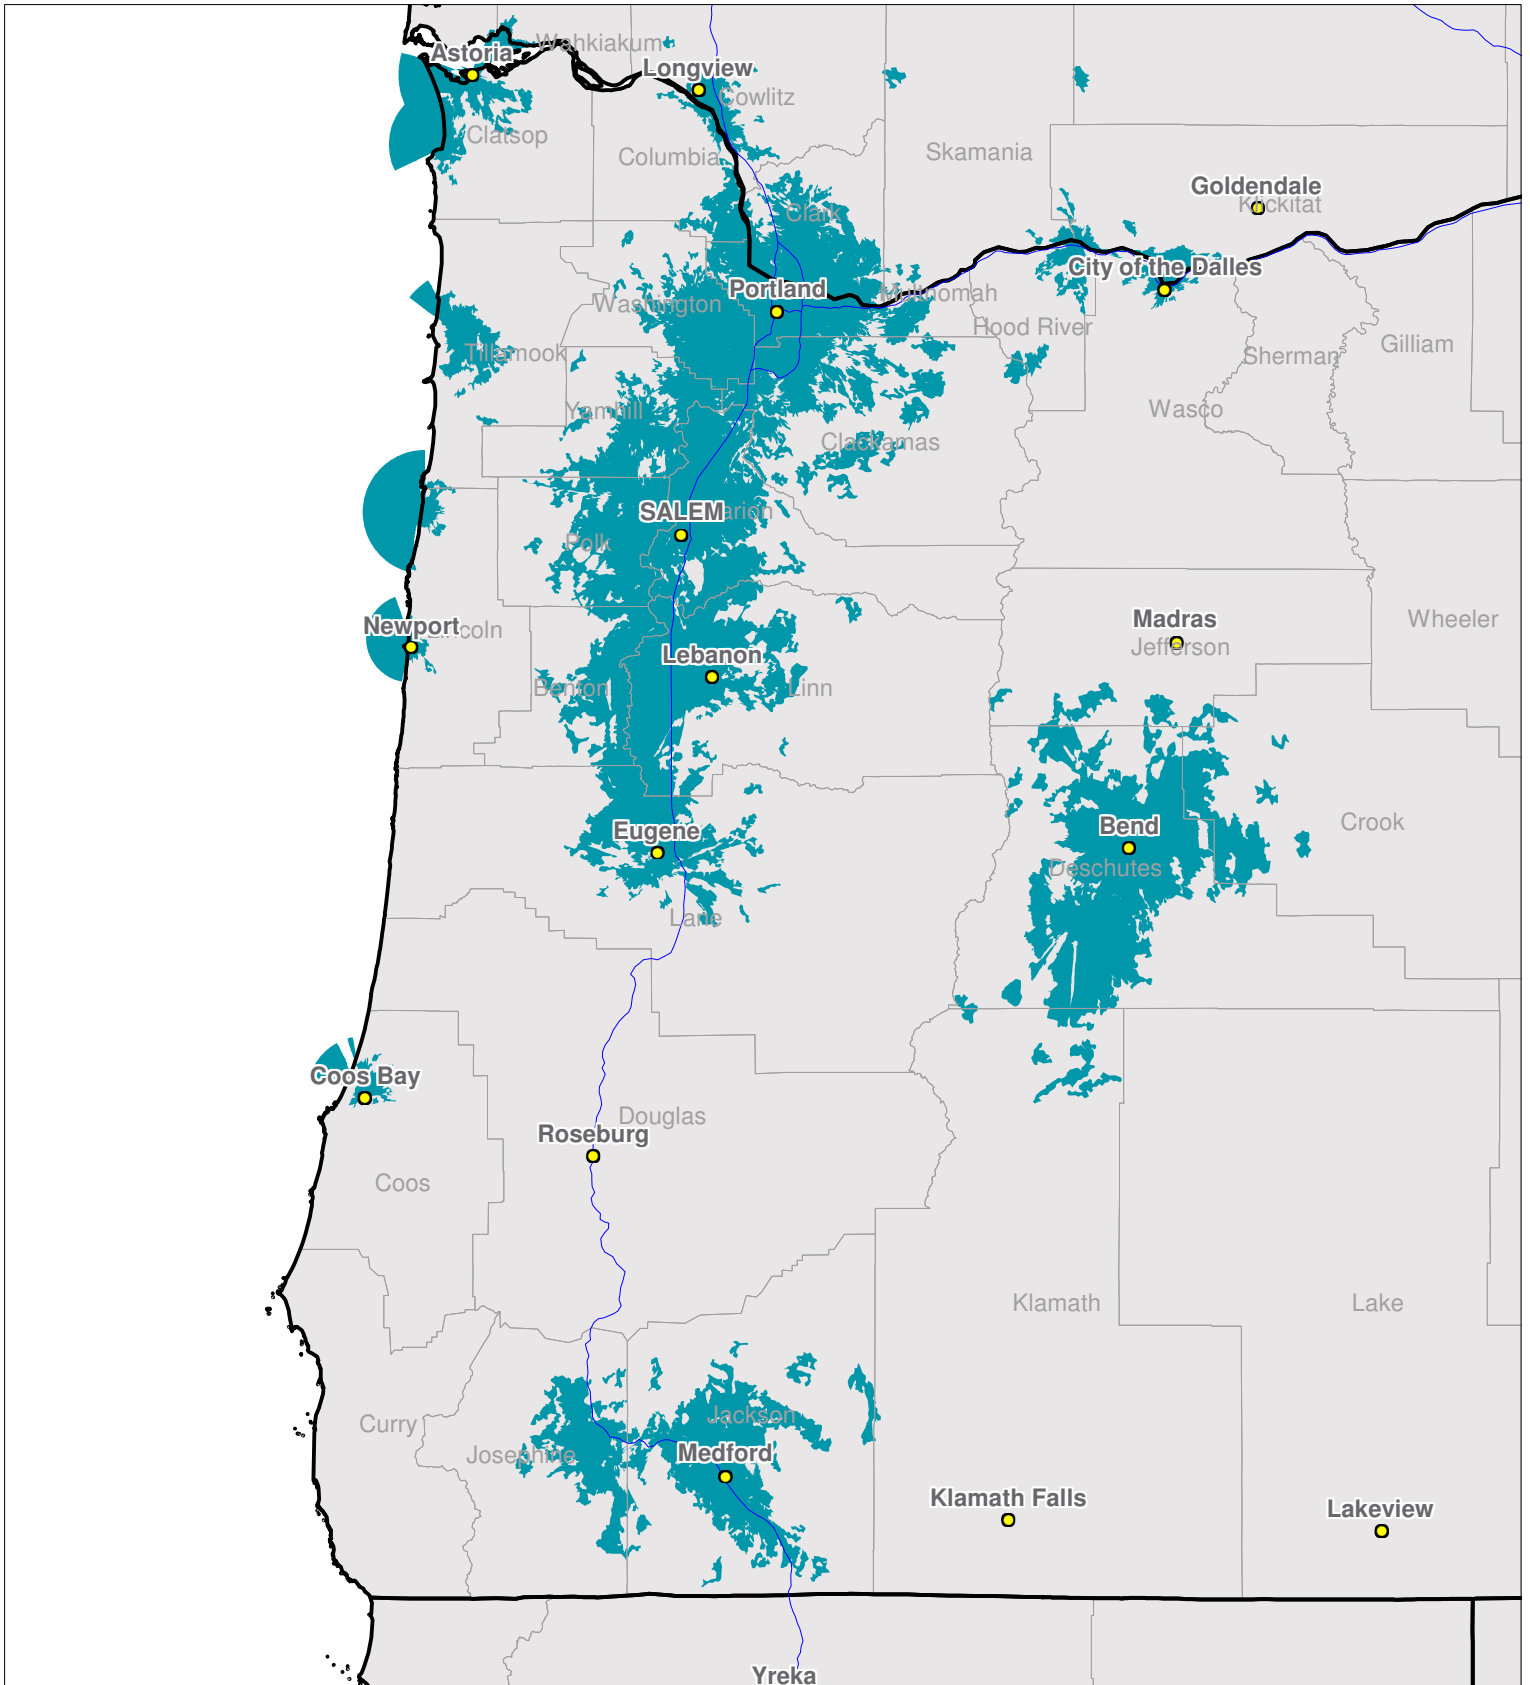 Wahkiakum
Astoria
Longview
Cowlitz
Clatsop
Columbia
Skamania
Goldendale
Klickitat
Clark
City of the Dalles
Portland
Multnomah
Washington
Hood River
Gilliam
Tillamook
Sherman
Yamhill
Wasco
Clackamas
SALEM
Marion
Polk
Madras
Wheeler
Newport
Lincoln
Jefferson
Lebanon
Benton
Linn
Bend
Crook
Eugene
Deschutes
Lane
Coos Bay
Douglas
Roseburg
Coos
Klamath
Lake
Jackson
Curry
Josephine
Medford
Klamath Falls
Lakeview
Yreka